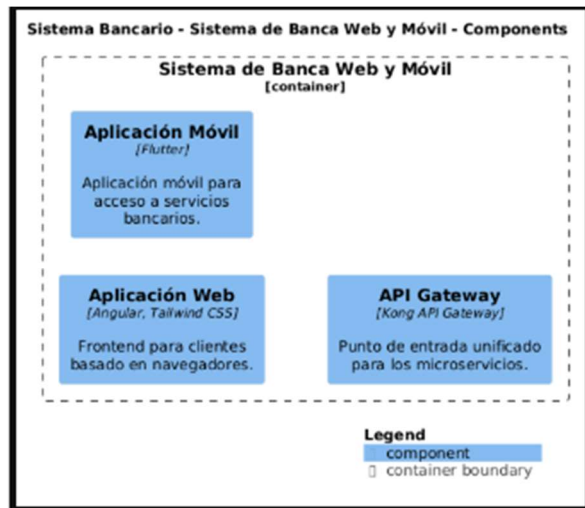 Sistema Bancario - Sistema de Banca Web y Móvil - Components
Sistema de Banca Web y Móvil
[container]
Aplicación Móvil
[Flutter]
Aplicación móvil para
acceso a servicios
bancarios.
Aplicación Web
[Angular, Tailwind CSS]
Frontend para clientes
basado en navegadores.
API Gateway
[Kong API Gateway]
Punto de entrada unificado
para los microservicios.
Legend
component
container boundary